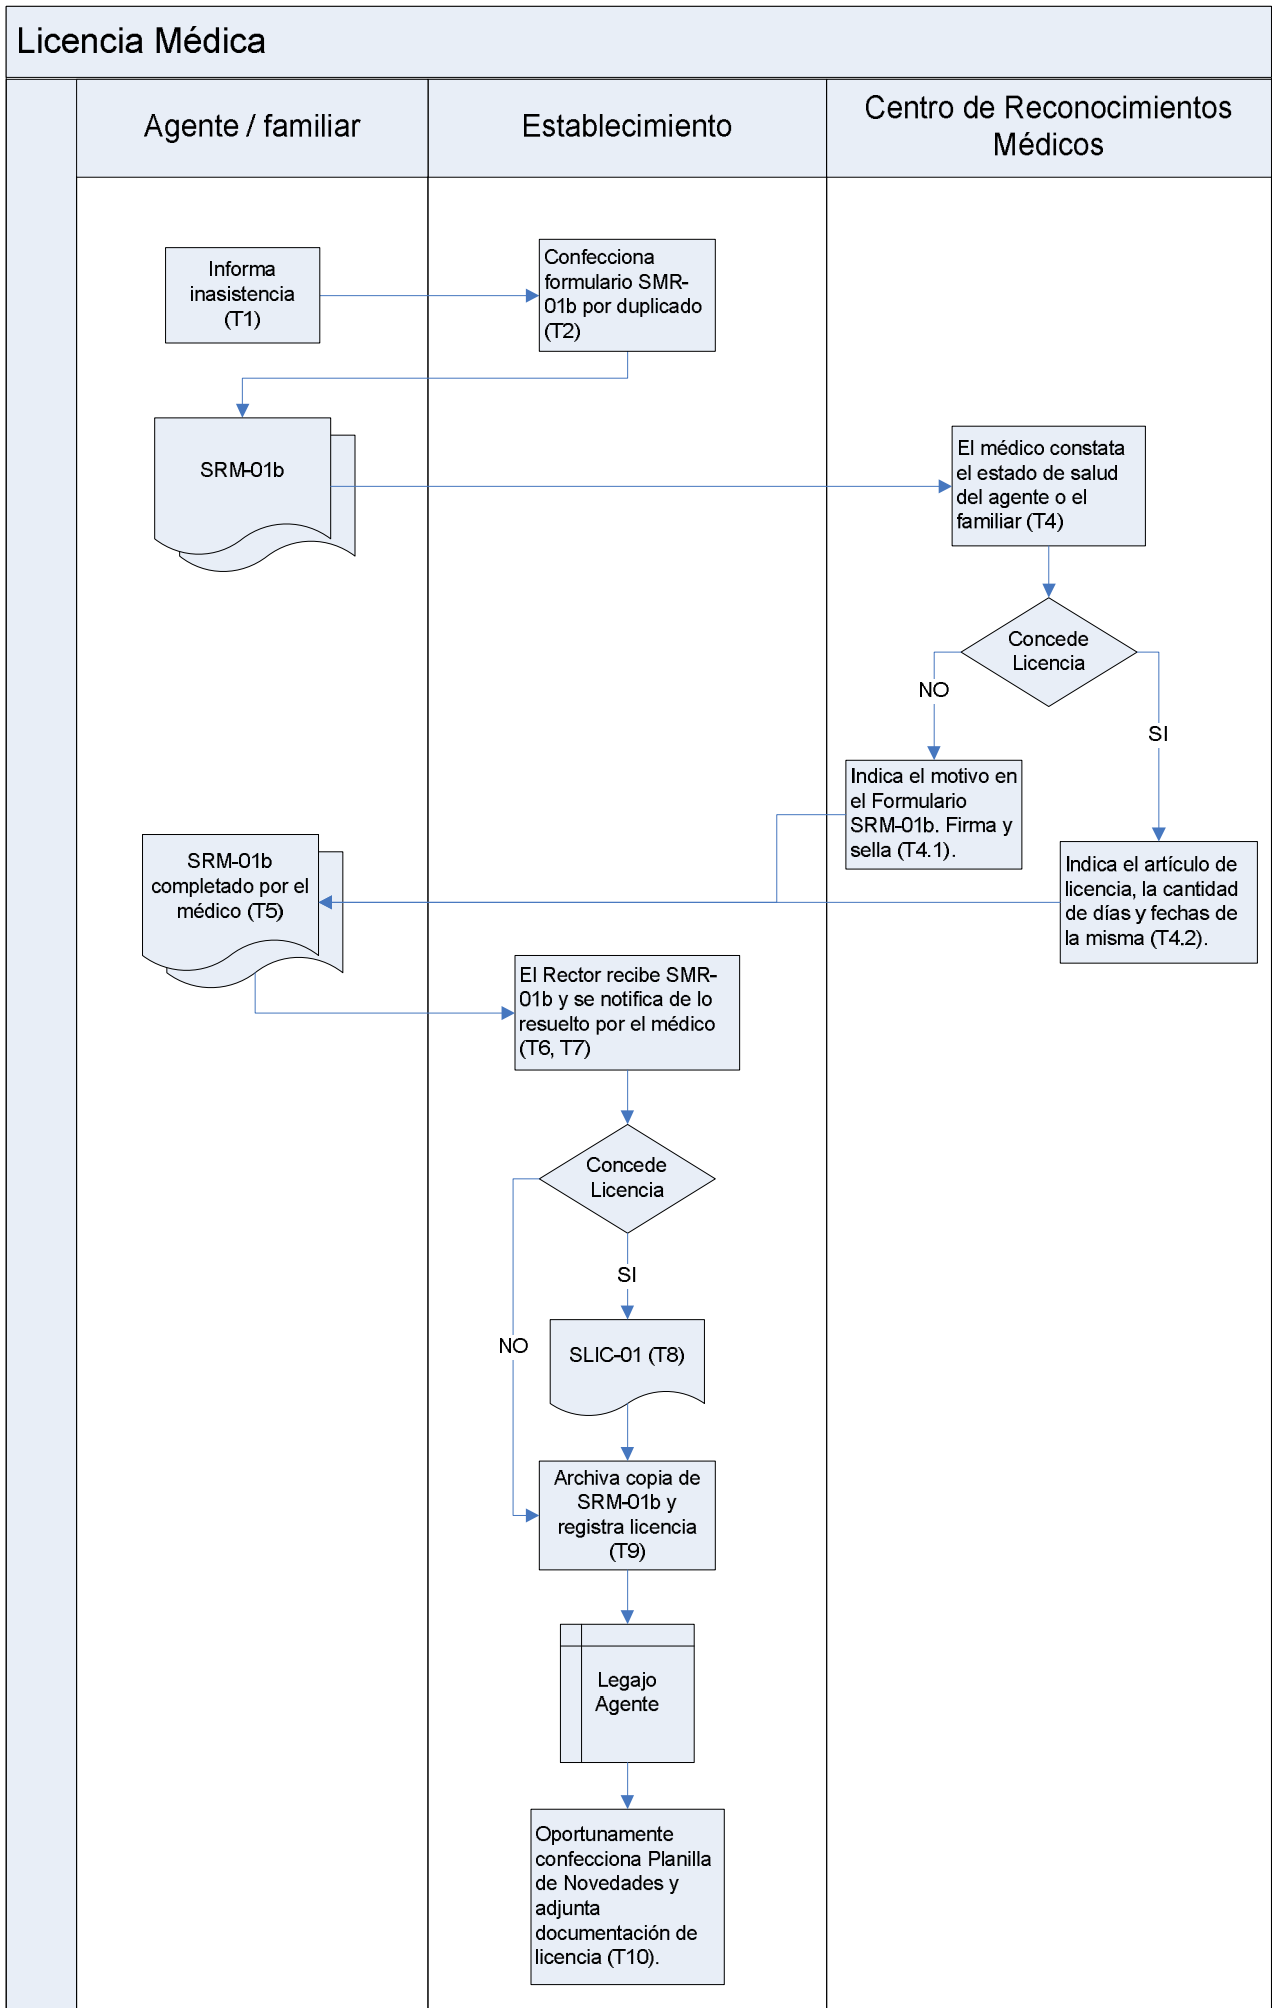 Licencia Médica
Agente / familiar
Establecimiento
Centro de Reconocimientos
Médicos
Informa
inasistencia
(T1)
Confecciona
formulario SMR-
01b por duplicado
(T2)
SRM-01b
El médico constata
el estado de salud
del agente o el
familiar (T4)
Concede
Licencia
NO
SI
Indica el motivo en
el Formulario
SRM-01b. Firma y
sella (T4.1).
Indica el artículo de
licencia, la cantidad
de días y fechas de
la misma (T4.2).
SRM-01b
completado por el
médico (T5)
El Rector recibe SMR-
01b y se notifica de lo
resuelto por el médico
(T6, T7)
Concede
Licencia
SI
NO
SLIC-01 (T8)
Archiva copia de
SRM-01b y
registra licencia
(T9)
Legajo
Agente
Oportunamente
confecciona Planilla
de Novedades y
adjunta
documentación de
licencia (T10).